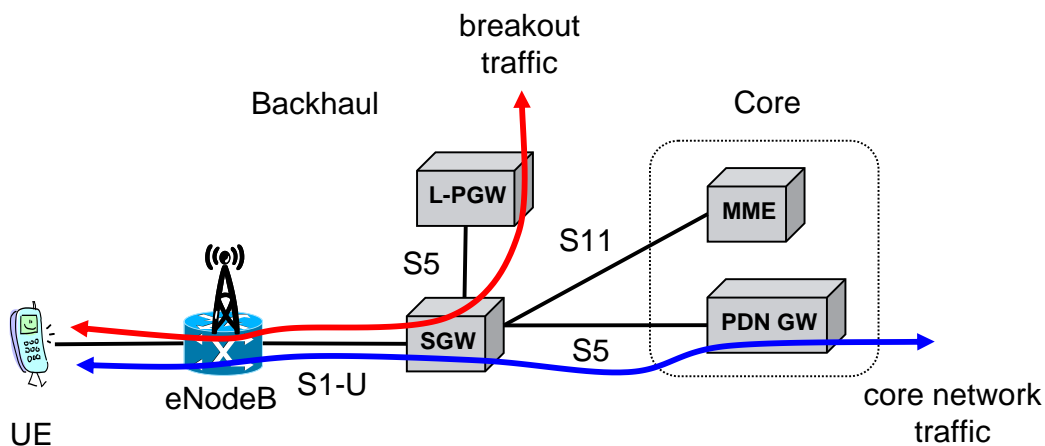 breakout
traffic
Backhaul
Core
L-PGW
MME
S11
S5
SGW
PDN GW
S5
S1-U
eNodeB
core network
traffic
UE